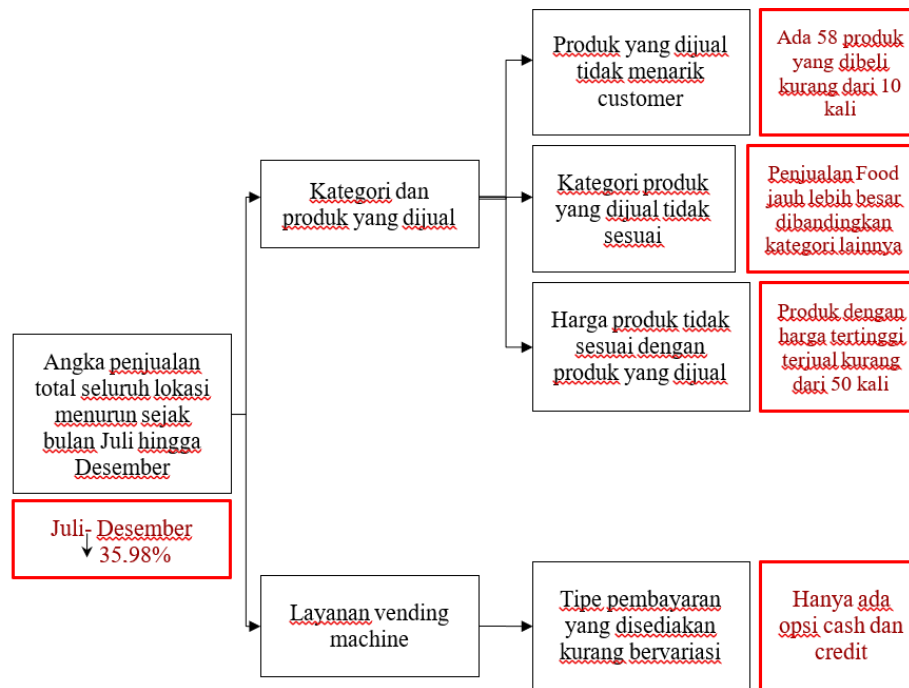 Produk yang dijual
tidak menarik
customer
Ada 58 produk
yang dibeli
kurang dari 10
kali
Kategori dan
produk yang dijual
Kategori produk
yang dijual tidak
sesuai
Penjualan Food
jauh lebih besar
dibandingkan
kategori lainnya
Harga produk tidak
sesuai dengan
produk yang dijual
Produk dengan
harga tertinggi
terjual kurang
dari 50 kali
Angka penjualan
total seluruh lokasi
menurun sejak
bulan Juli hingga
Desember
Juli- Desember
35.98%
Layanan vending
machine
Tipe pembayaran
yang disediakan
kurang bervariasi
Hanya ada
opsi cash dan
credit